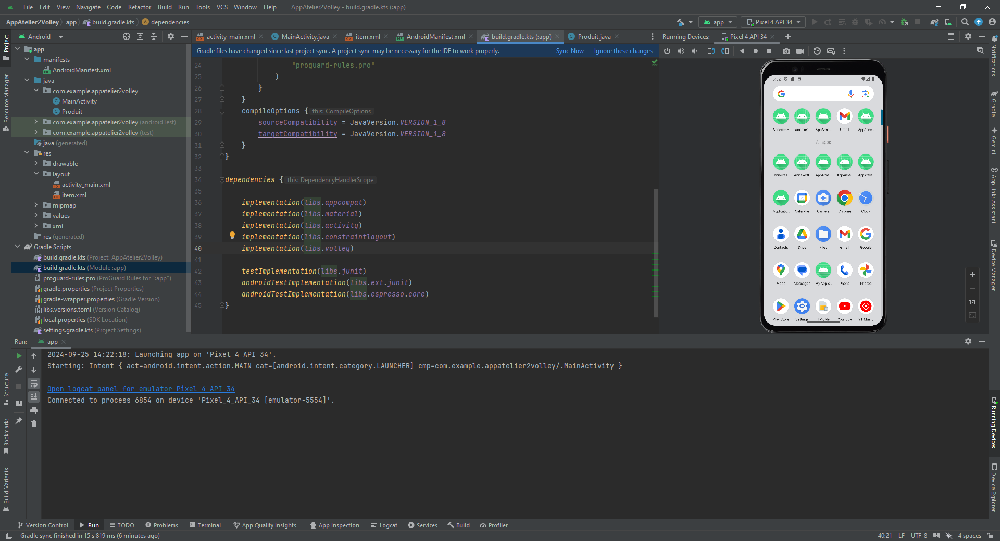 File Edit View Navigate Code Refactor Build Run Tools VCS Window Help AppAtelier2Volley - build.gradle.kts (:app)
AppAtelier2Volley app build.gradle.kts dependencies
app Pixel 4 API 34
Project
Resource Manager
Structure
Bookmarks
Build Variants
Android
app
manifests
AndroidManifest.xml
java
com.example.appatelier2volley
MainActivity
Produit
com.example.appatelier2volley (androidTest)
com.example.appatelier2volley (test)
java (generated)
res
drawable
layout
activity_main.xml
item.xml
mipmap
values
xml
res (generated)
Gradle Scripts
build.gradle.kts (Project: AppAtelier2Volley)
build.gradle.kts (Module :app)
proguard-rules.pro (ProGuard Rules for ":app")
gradle.properties (Project Properties)
gradle-wrapper.properties (Gradle Version)
libs.versions.toml (Version Catalog)
local.properties (SDK Location)
settings.gradle.kts (Project Settings)
activity_main.xml MainActivity.java item.xml AndroidManifest.xml build.gradle.kts (:app) Produit.java
Gradle files have changed since last project sync. A project sync may be necessary for the IDE to work properly. Sync Now Ignore these changes
24 "proguard-rules.pro"
25 )
26 }
27 }
28 compileOptions { this: CompileOptions
29 sourceCompatibility = JavaVersion.VERSION_1_8
30 targetCompatibility = JavaVersion.VERSION_1_8
31 }
32 }
33
34 dependencies { this: DependencyHandlerScope
35
36 implementation(libs.appcompat)
37 implementation(libs.material)
38 implementation(libs.activity)
39 implementation(libs.constraintlayout)
40 implementation(libs.volley)
41
42 testImplementation(libs.junit)
43 androidTestImplementation(libs.ext.junit)
44 androidTestImplementation(libs.espresso.core)
45 }
Running Devices: Pixel 4 API 34
6:52
Annexe3B annexe1 AppAnne... Gmail AppAnne...
All apps
annexe1 Annexe3B AppAnne... AppAnne... AppAtelie...
Applicatio... Calendar Camera Chrome Clock
Contacts Drive Files Gmail Google
Maps Messages MyApplic... Phone Photos
Play Store Settings TMoble YouTube YT Music
1:1
Notifications
Gradle
Gemini
App Links Assistant
Device Manager
Running Devices
Device Explorer
Run: app
2024-09-25 14:22:18: Launching app on 'Pixel 4 API 34'.
Starting: Intent { act=android.intent.action.MAIN cat=[android.intent.category.LAUNCHER] cmp=com.example.appatelier2volley/.MainActivity }
Open logcat panel for emulator Pixel 4 API 34
Connected to process 6854 on device 'Pixel_4_API_34 [emulator-5554]'.
Version Control Run TODO Problems Terminal App Quality Insights App Inspection Logcat Services Build Profiler
Gradle sync finished in 15 s 819 ms (6 minutes ago) 40:21 LF UTF-8 4 spaces